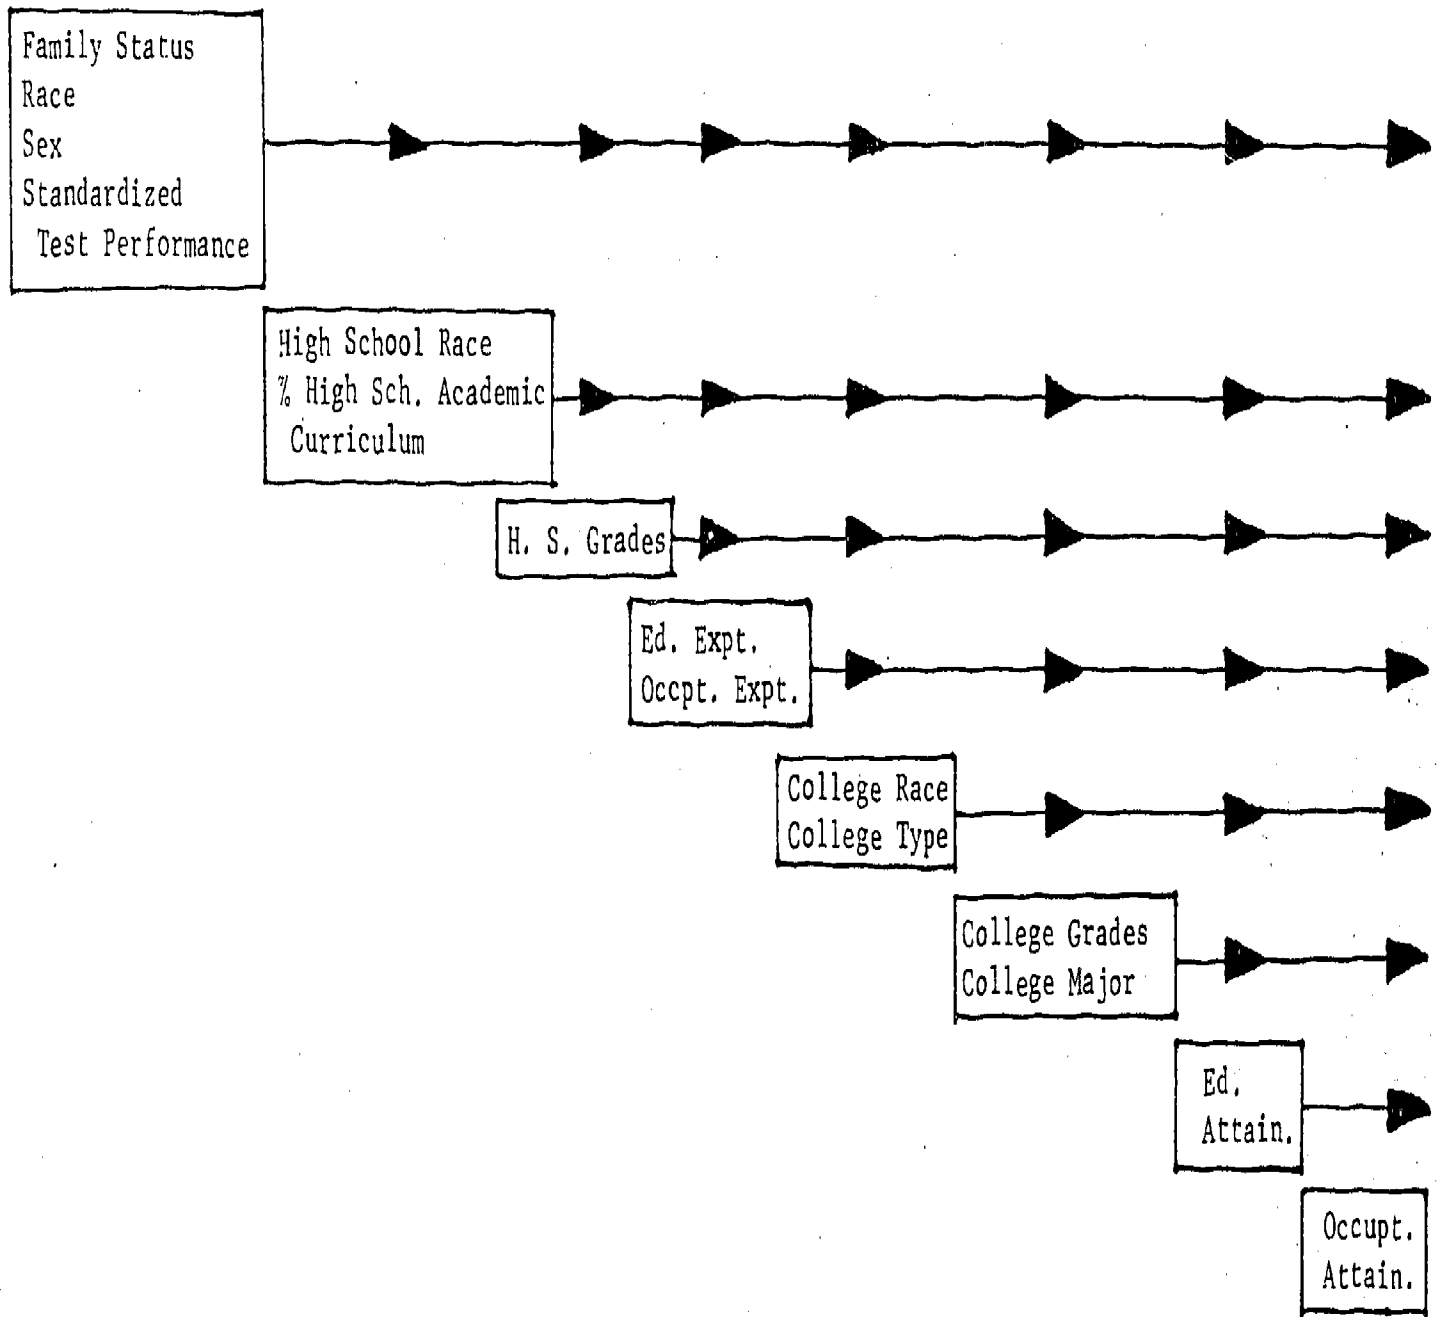 Family Status
Race
Sex
Standardized
Test Performance
High School Race
% High Sch. Academic
Curriculum
H. S. Grades
Ed. Expt.
Occpt. Expt.
College Race
College Type
College Grades
College Major
Ed.
Attain.
Occupt.
Attain.